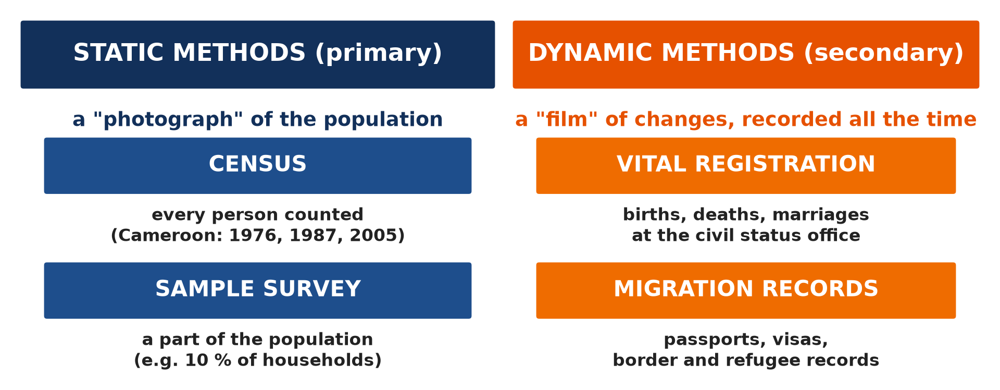 STATIC METHODS (primary)
a "photograph" of the population
CENSUS
every person counted
(Cameroon: 1976, 1987, 2005)
SAMPLE SURVEY
a part of the population
(e.g. 10 % of households)
DYNAMIC METHODS (secondary)
a "film" of changes, recorded all the time
VITAL REGISTRATION
births, deaths, marriages
at the civil status office
MIGRATION RECORDS
passports, visas,
border and refugee records